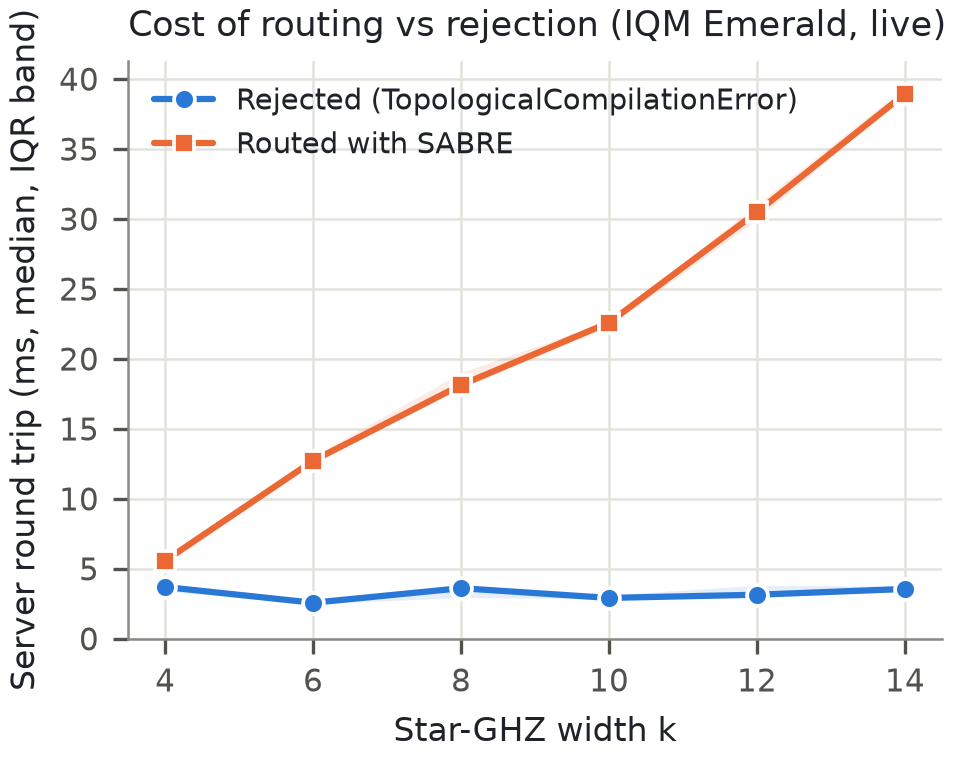 Cost of routing vs rejection (IQM Emerald, live)
Server round trip (ms, median, IQR band)
40
35
30
25
20
15
10
5
0
Rejected (TopologicalCompilationError)
Routed with SABRE
4 6 8 10 12 14
Star-GHZ width k